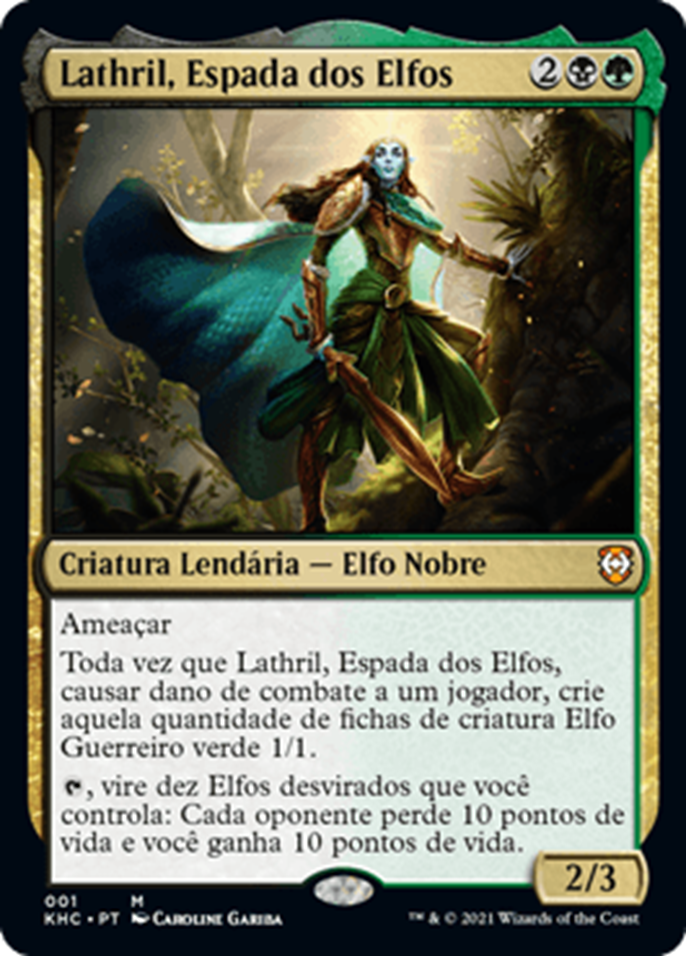 Lathril, Espada dos Elfos 2
Criatura Lendária — Elfo Nobre
Ameaçar
Toda vez que Lathril, Espada dos Elfos,
causar dano de combate a um jogador, crie
aquela quantidade de fichas de criatura Elfo
Guerreiro verde 1/1.
, vire dez Elfos desvirados que você
controla: Cada oponente perde 10 pontos de
vida e você ganha 10 pontos de vida.
2/3
001 M
KHC • PT Caroline Gariba
™ & © 2021 Wizards of the Coast